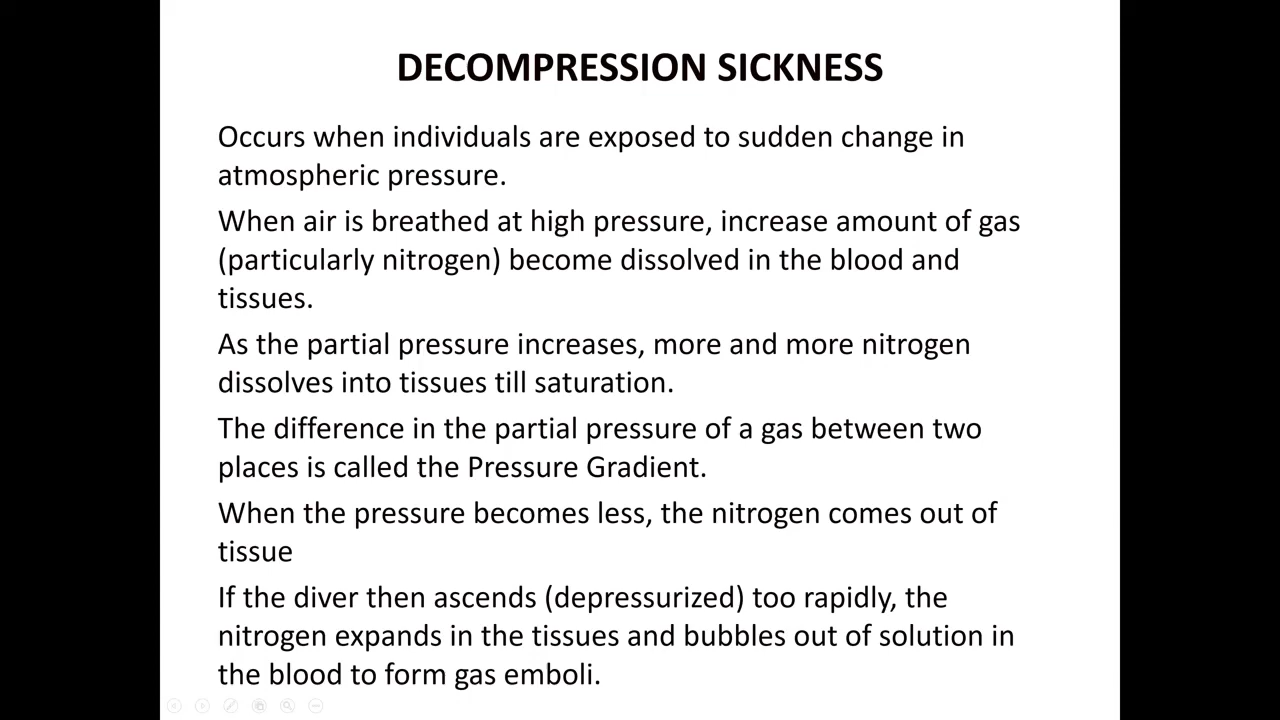 DECOMPRESSION SICKNESS
Occurs when individuals are exposed to sudden change in
atmospheric pressure.
When air is breathed at high pressure, increase amount of gas
(particularly nitrogen) become dissolved in the blood and
tissues.
As the partial pressure increases, more and more nitrogen
dissolves into tissues till saturation.
The difference in the partial pressure of a gas between two
places is called the Pressure Gradient.
When the pressure becomes less, the nitrogen comes out of
tissue
If the diver then ascends (depressurized) too rapidly, the
nitrogen expands in the tissues and bubbles out of solution in
the blood to form gas emboli.